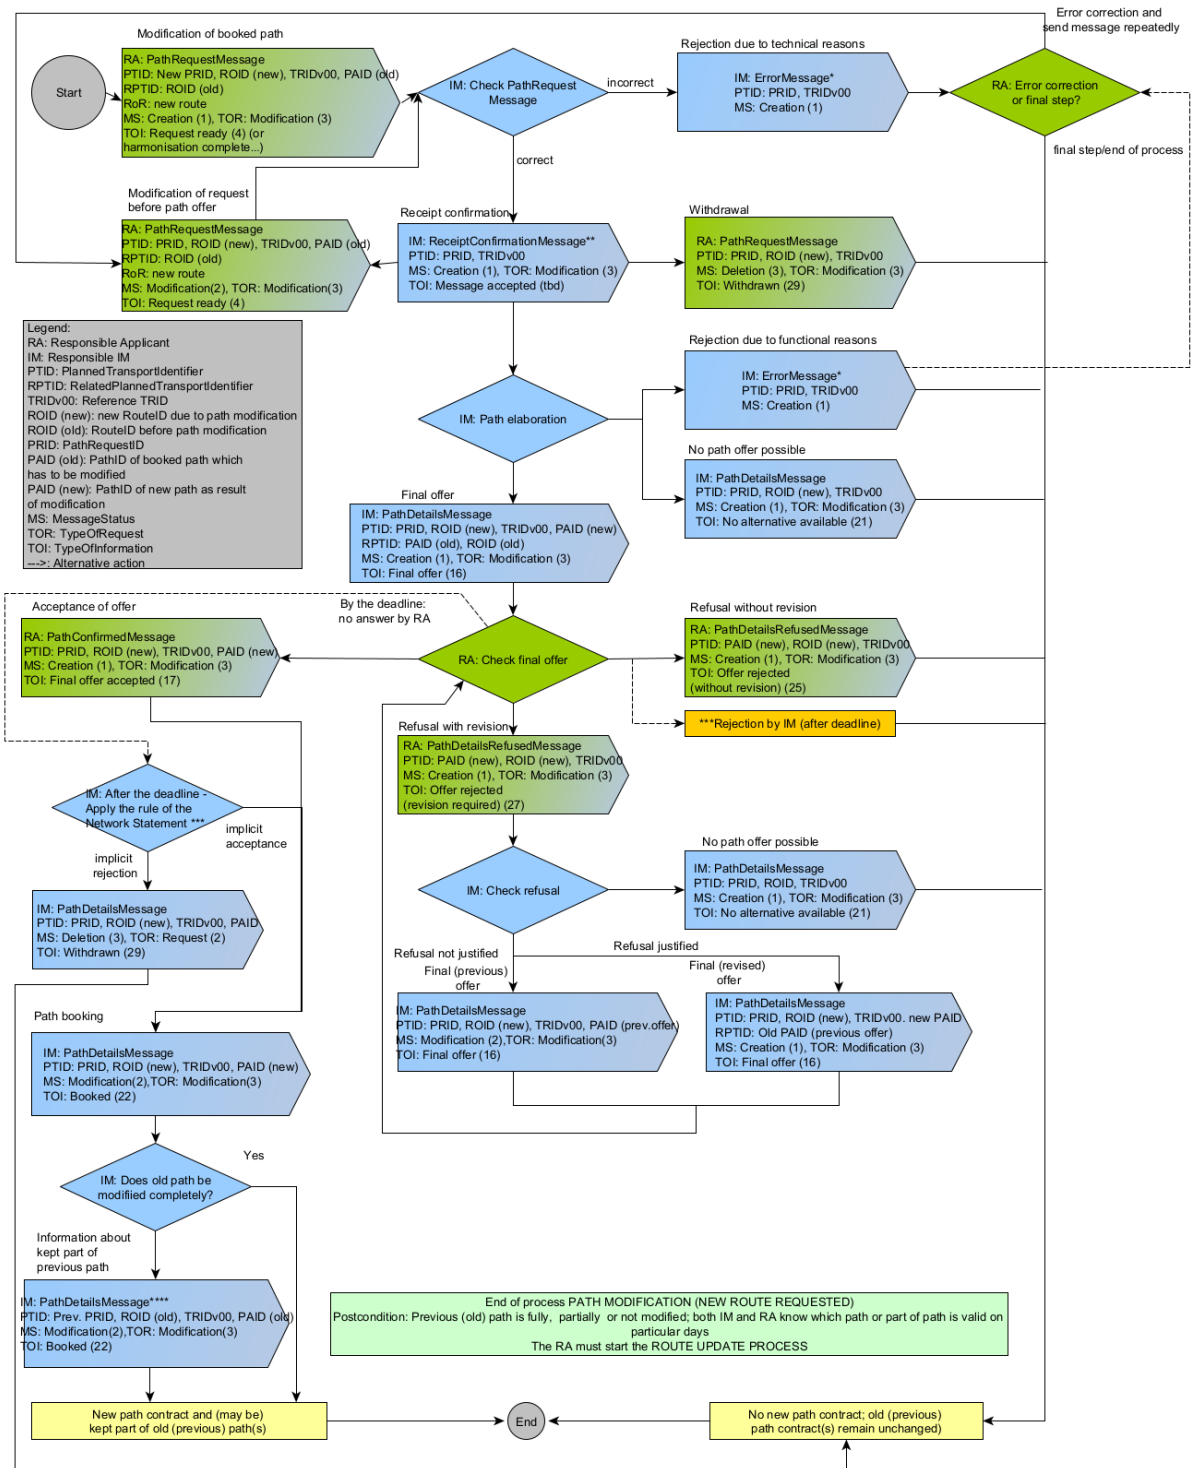 Error correction and
send message repeatedly
Modification of booked path
Start
RA: PathRequestMessage
PTID: New PRID, ROID (new), TRIDv00, PAID (old)
RPTID: ROID (old)
RoR: new route
MS: Creation (1), TOR: Modification (3)
TOI: Request ready (4) (or
harmonisation complete...)
IM: Check PathRequest
Message
incorrect
correct
Rejection due to technical reasons
IM: ErrorMessage*
PTID: PRID, TRIDv00
MS: Creation (1)
RA: Error correction
or final step?
final step/end of process
Modification of request
before path offer
RA: PathRequestMessage
PTID: PRID, ROID (new), TRIDv00, PAID (old)
RPTID: ROID (old)
RoR: new route
MS: Modification(2), TOR: Modification(3)
TOI: Request ready (4)
Receipt confirmation
IM: ReceiptConfirmationMessage**
PTID: PRID, TRIDv00
MS: Creation (1), TOR: Modification (3)
TOI: Message accepted (tbd)
Withdrawal
RA: PathRequestMessage
PTID: PRID, ROID (new), TRIDv00
MS: Deletion (3), TOR: Modification (3)
TOI: Withdrawn (29)
Legend:
RA: Responsible Applicant
IM: Responsible IM
PTID: PlannedTransportIdentifier
RPTID: RelatedPlannedTransportIdentifier
TRIDv00: Reference TRID
ROID (new): new RouteID due to path modification
ROID (old): RouteID before path modification
PRID: PathRequestID
PAID (old): PathID of booked path which
has to be modified
PAID (new): PathID of new path as result
of modification
MS: MessageStatus
TOR: TypeOfRequest
TOI: TypeOfInformation
--->: Alternative action
Rejection due to functional reasons
IM: ErrorMessage*
PTID: PRID, TRIDv00
MS: Creation (1)
IM: Path elaboration
No path offer possible
IM: PathDetailsMessage
PTID: PRID, ROID (new), TRIDv00
MS: Creation (1), TOR: Modification (3)
TOI: No alternative available (21)
Final offer
IM: PathDetailsMessage
PTID: PRID, ROID (new), TRIDv00, PAID (new)
RPTID: PAID (old), ROID (old)
MS: Creation (1), TOR: Modification (3)
TOI: Final offer (16)
Acceptance of offer
RA: PathConfirmedMessage
PTID: PRID, ROID (new), TRIDv00, PAID (new)
MS: Creation (1), TOR: Modification (3)
TOI: Final offer accepted (17)
By the deadline:
no answer by RA
RA: Check final offer
Refusal without revision
RA: PathDetailsRefusedMessage
PTID: PAID (new), ROID (new), TRIDv00
MS: Creation (1), TOR: Modification (3)
TOI: Offer rejected
(without revision) (25)
***Rejection by IM (after deadline)
Refusal with revision
RA: PathDetailsRefusedMessage
PTID: PAID (new), ROID (new), TRIDv00
MS: Creation (1), TOR: Modification (3)
TOI: Offer rejected
(revision required) (27)
IM: After the deadline -
Apply the rule of the
Network Statement ***
implicit
acceptance
implicit
rejection
IM: PathDetailsMessage
PTID: PRID, ROID (new), TRIDv00, PAID
MS: Deletion (3), TOR: Request (2)
TOI: Withdrawn (29)
IM: Check refusal
No path offer possible
IM: PathDetailsMessage
PTID: PRID, ROID, TRIDv00
MS: Creation (1), TOR: Modification (3)
TOI: No alternative available (21)
Refusal not justified
Refusal justified
Final (previous)
offer
IM: PathDetailsMessage
PTID: PRID, ROID (new), TRIDv00, PAID (prev.offer)
MS: Modification (2),TOR: Modification(3)
TOI: Final offer (16)
Final (revised)
offer
IM: PathDetailsMessage
PTID: PRID, ROID (new), TRIDv00. new PAID
RPTID: Old PAID (previous offer)
MS: Creation (1), TOR: Modification (3)
TOI: Final offer (16)
Path booking
IM: PathDetailsMessage
PTID: PRID, ROID (new), TRIDv00, PAID (new)
MS: Modification(2),TOR: Modification(3)
TOI: Booked (22)
IM: Does old path be
modifiied completely?
Yes
Information about
kept part of
previous path
IM: PathDetailsMessage****
PTID: Prev. PRID, ROID (old), TRIDv00, PAID (old)
MS: Modification(2),TOR: Modification(3)
TOI: Booked (22)
End of process PATH MODIFICATION (NEW ROUTE REQUESTED)
Postcondition: Previous (old) path is fully, partially or not modified; both IM and RA know which path or part of path is valid on
particular days
The RA must start the ROUTE UPDATE PROCESS
New path contract and (may be)
kept part of old (previous) path(s)
End
No new path contract; old (previous)
path contract(s) remain unchanged)